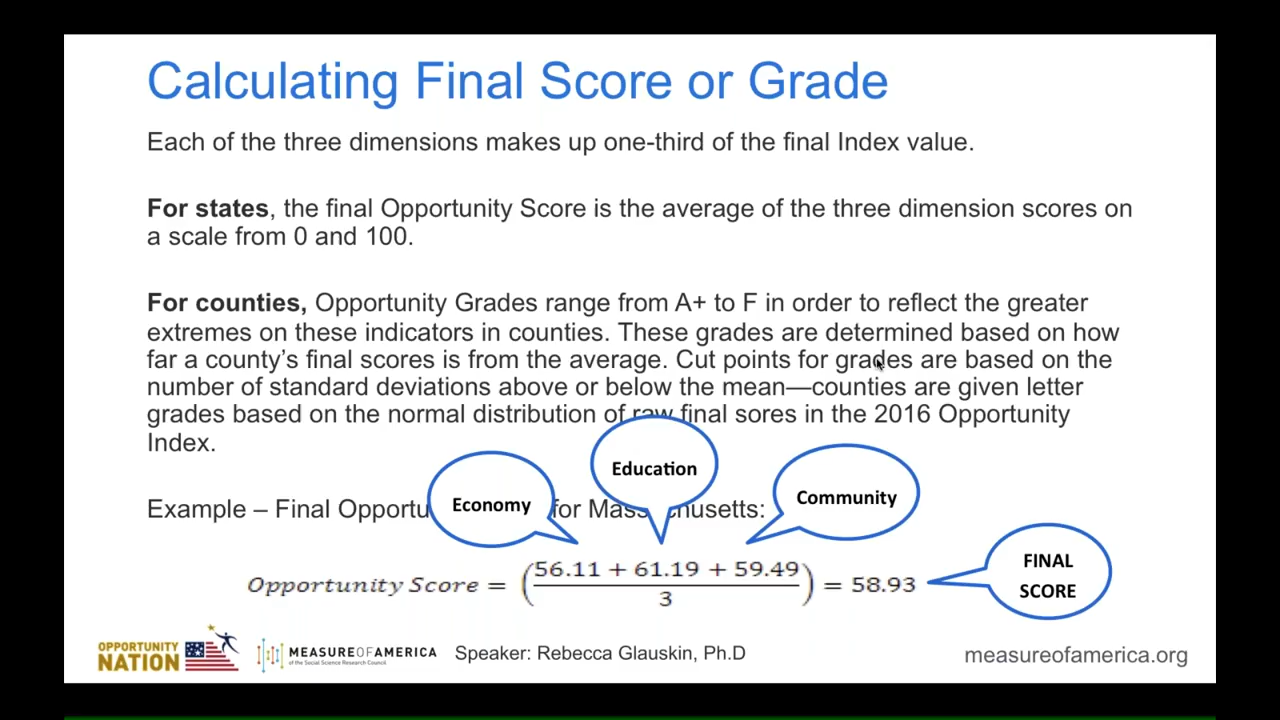 Calculating Final Score or Grade
Each of the three dimensions makes up one-third of the final Index value.
For states, the final Opportunity Score is the average of the three dimension scores on
a scale from 0 and 100.
For counties, Opportunity Grades range from A+ to F in order to reflect the greater
extremes on these indicators in counties. These grades are determined based on how
far a county’s final scores is from the average. Cut points for grades are based on the
number of standard deviations above or below the mean—counties are given letter
grades based on the normal distribution of raw final sores in the 2016 Opportunity
Index.
Education
Economy
Community
Example – Final Opportu for Massachusetts:
FINAL
SCORE
Opportunity Score = (56.11 + 61.19 + 59.49 / 3) = 58.93
OPPORTUNITY
NATION
MEASUREOFAMERICA
of the Social Science Research Council
Speaker: Rebecca Glauskin, Ph.D
measureofamerica.org